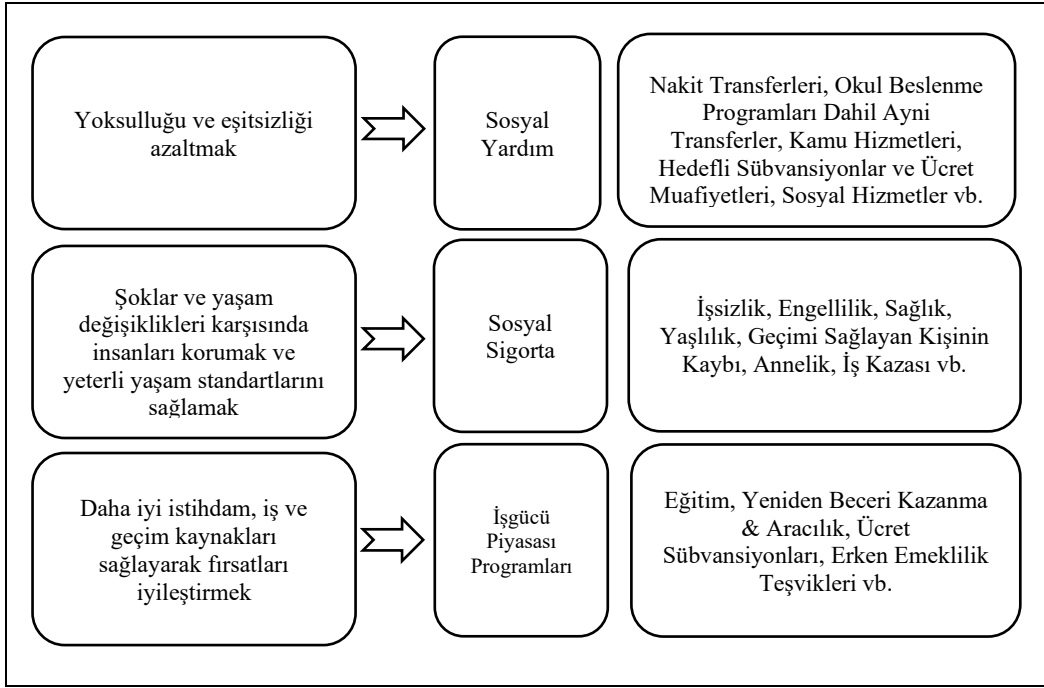 Yoksulluğu ve eşitsizliği
azaltmak
Sosyal
Yardım
Nakit Transferleri, Okul Beslenme
Programları Dahil Ayni
Transferler, Kamu Hizmetleri,
Hedefli Sübvansiyonlar ve Ücret
Muafiyetleri, Sosyal Hizmetler vb.
Şoklar ve yaşam
değişiklikleri karşısında
insanları korumak ve
yeterli yaşam standartlarını
sağlamak
Sosyal
Sigorta
İşsizlik, Engellilik, Sağlık,
Yaşlılık, Geçimi Sağlayan Kişinin
Kaybı, Annelik, İş Kazası vb.
Daha iyi istihdam, iş ve
geçim kaynakları
sağlayarak fırsatları
iyileştirmek
İşgücü
Piyasası
Programları
Eğitim, Yeniden Beceri Kazanma
& Aracılık, Ücret
Sübvansiyonları, Erken Emeklilik
Teşvikleri vb.